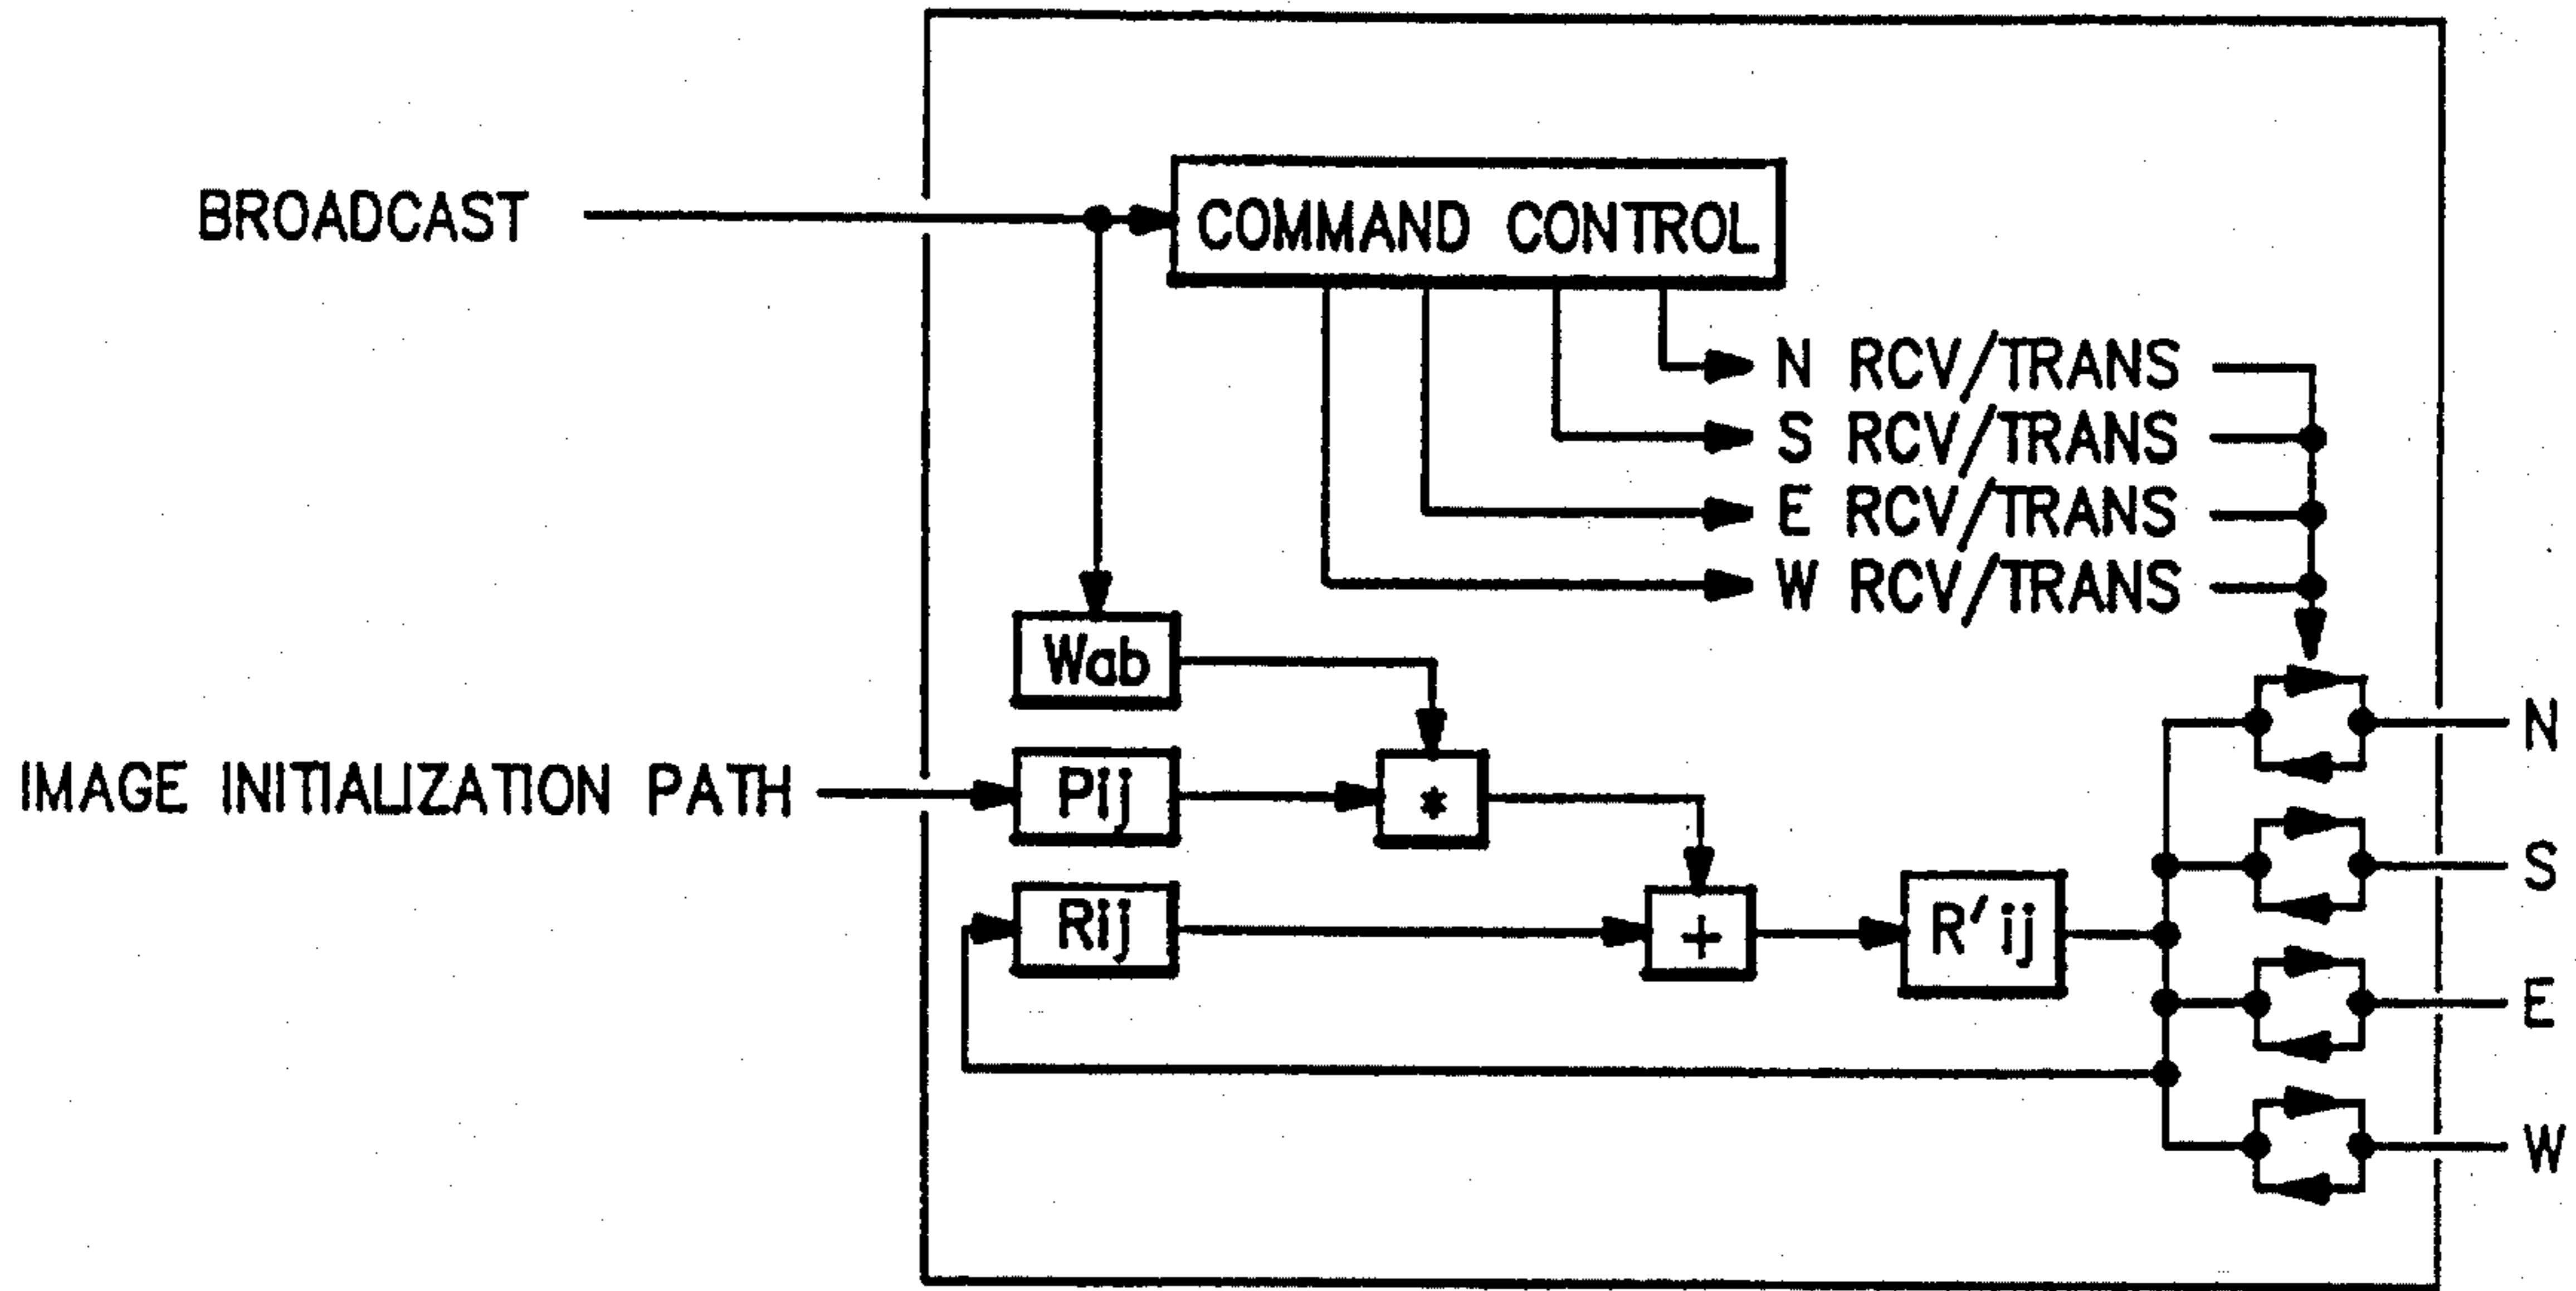 BROADCAST
COMMAND CONTROL
N RCV/TRANS
S RCV/TRANS
E RCV/TRANS
W RCV/TRANS
Wab
IMAGE INITIALIZATION PATH
Pij
*
Rij
+
R'ij
N
S
E
W